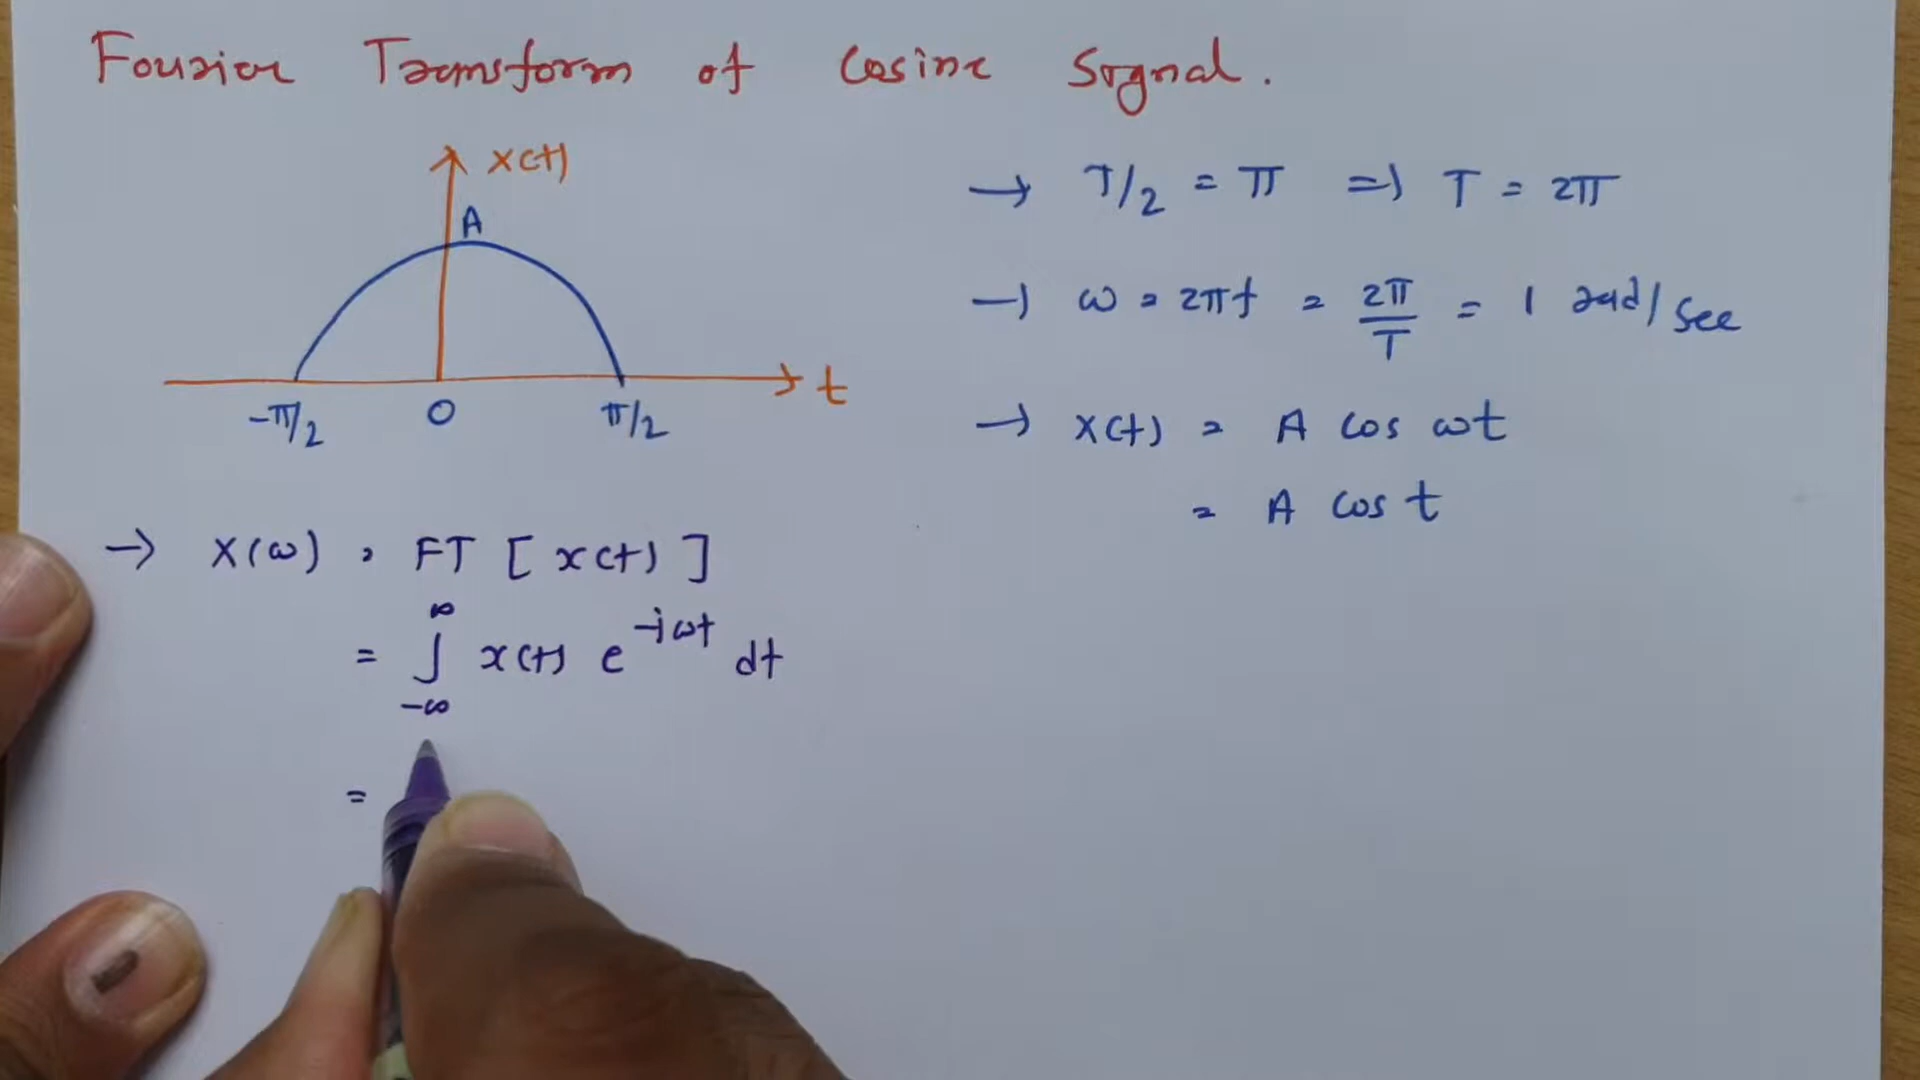 Fourier Transform of Cosine Signal.
x(t)
A
-π/2 0 π/2 t
→ T/2 = π => T = 2π
→ ω = 2πf = 2π/T = 1 rad/sec
→ x(t) = A cos ωt
= A cos t
→ X(ω) = FT [x(t)]
= ∫_{-∞}^{∞} x(t) e^{-jωt} dt
=